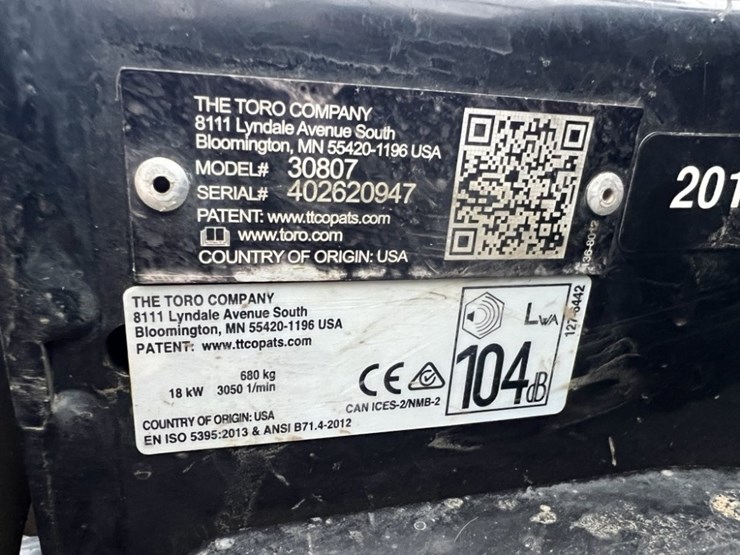 THE TORO COMPANY
8111 Lyndale Avenue South
Bloomington, MN 55420-1196 USA
MODEL# 30807
SERIAL# 402620947
PATENT: www.ttcopats.com
www.toro.com
COUNTRY OF ORIGIN: USA
201
THE TORO COMPANY
8111 Lyndale Avenue South
Bloomington, MN 55420-1196 USA
PATENT: www.ttcopats.com
680 kg
18 kW 3050 1/min
CE
CAN ICES-2/NMB-2
LWA
104dB
COUNTRY OF ORIGIN: USA
EN ISO 5395:2013 & ANSI B71.4-2012